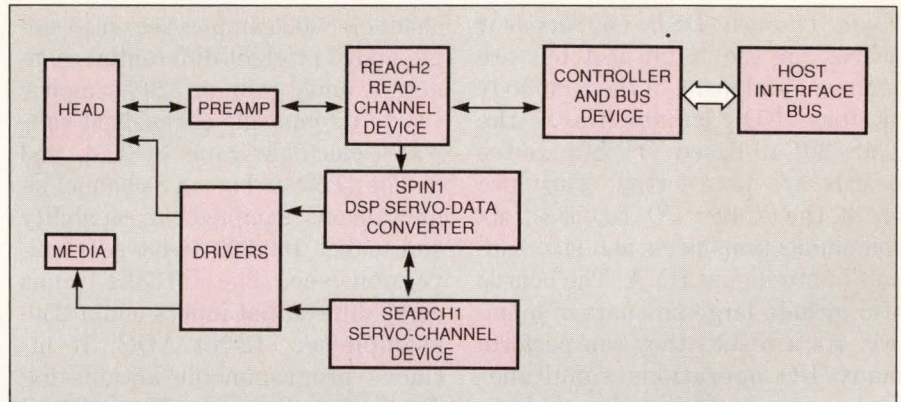 HEAD
PREAMP
REACH2
READ-
CHANNEL
DEVICE
CONTROLLER
AND BUS
DEVICE
HOST
INTERFACE
BUS
SPIN1
DSP SERVO-DATA
CONVERTER
MEDIA
DRIVERS
SEARCH1
SERVO-CHANNEL
DEVICE